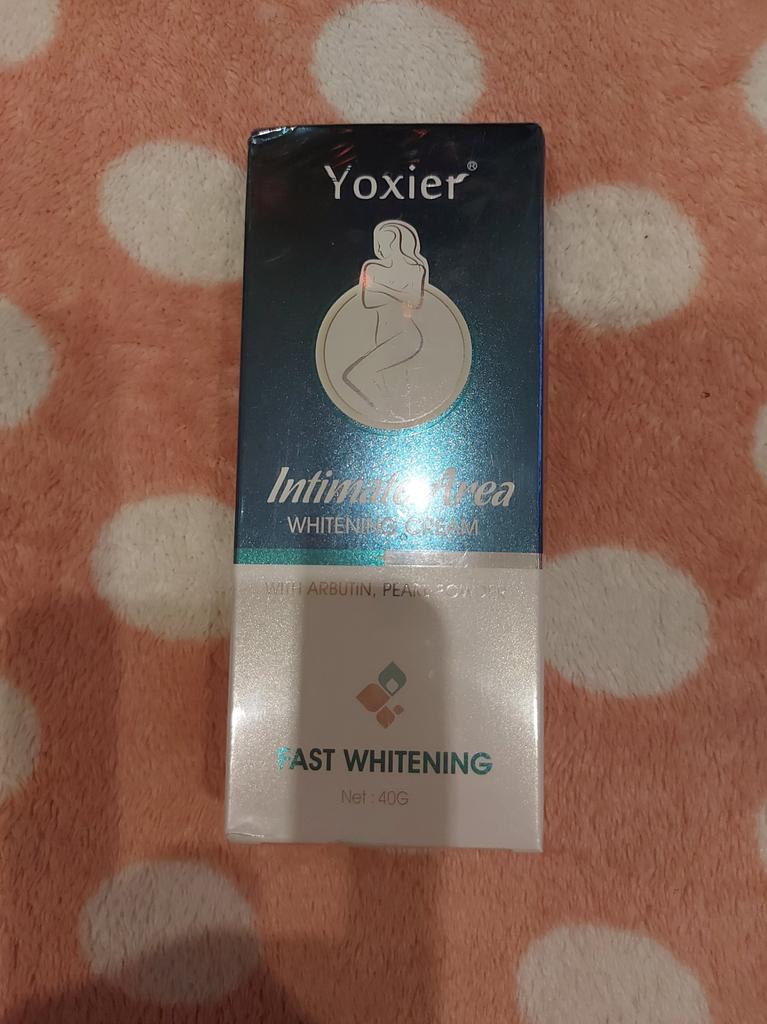 Yoxier®
Intimate Area
WHITENING CREAM
WITH ARBUTIN, PEARL POWDER
FAST WHITENING
Net : 40G